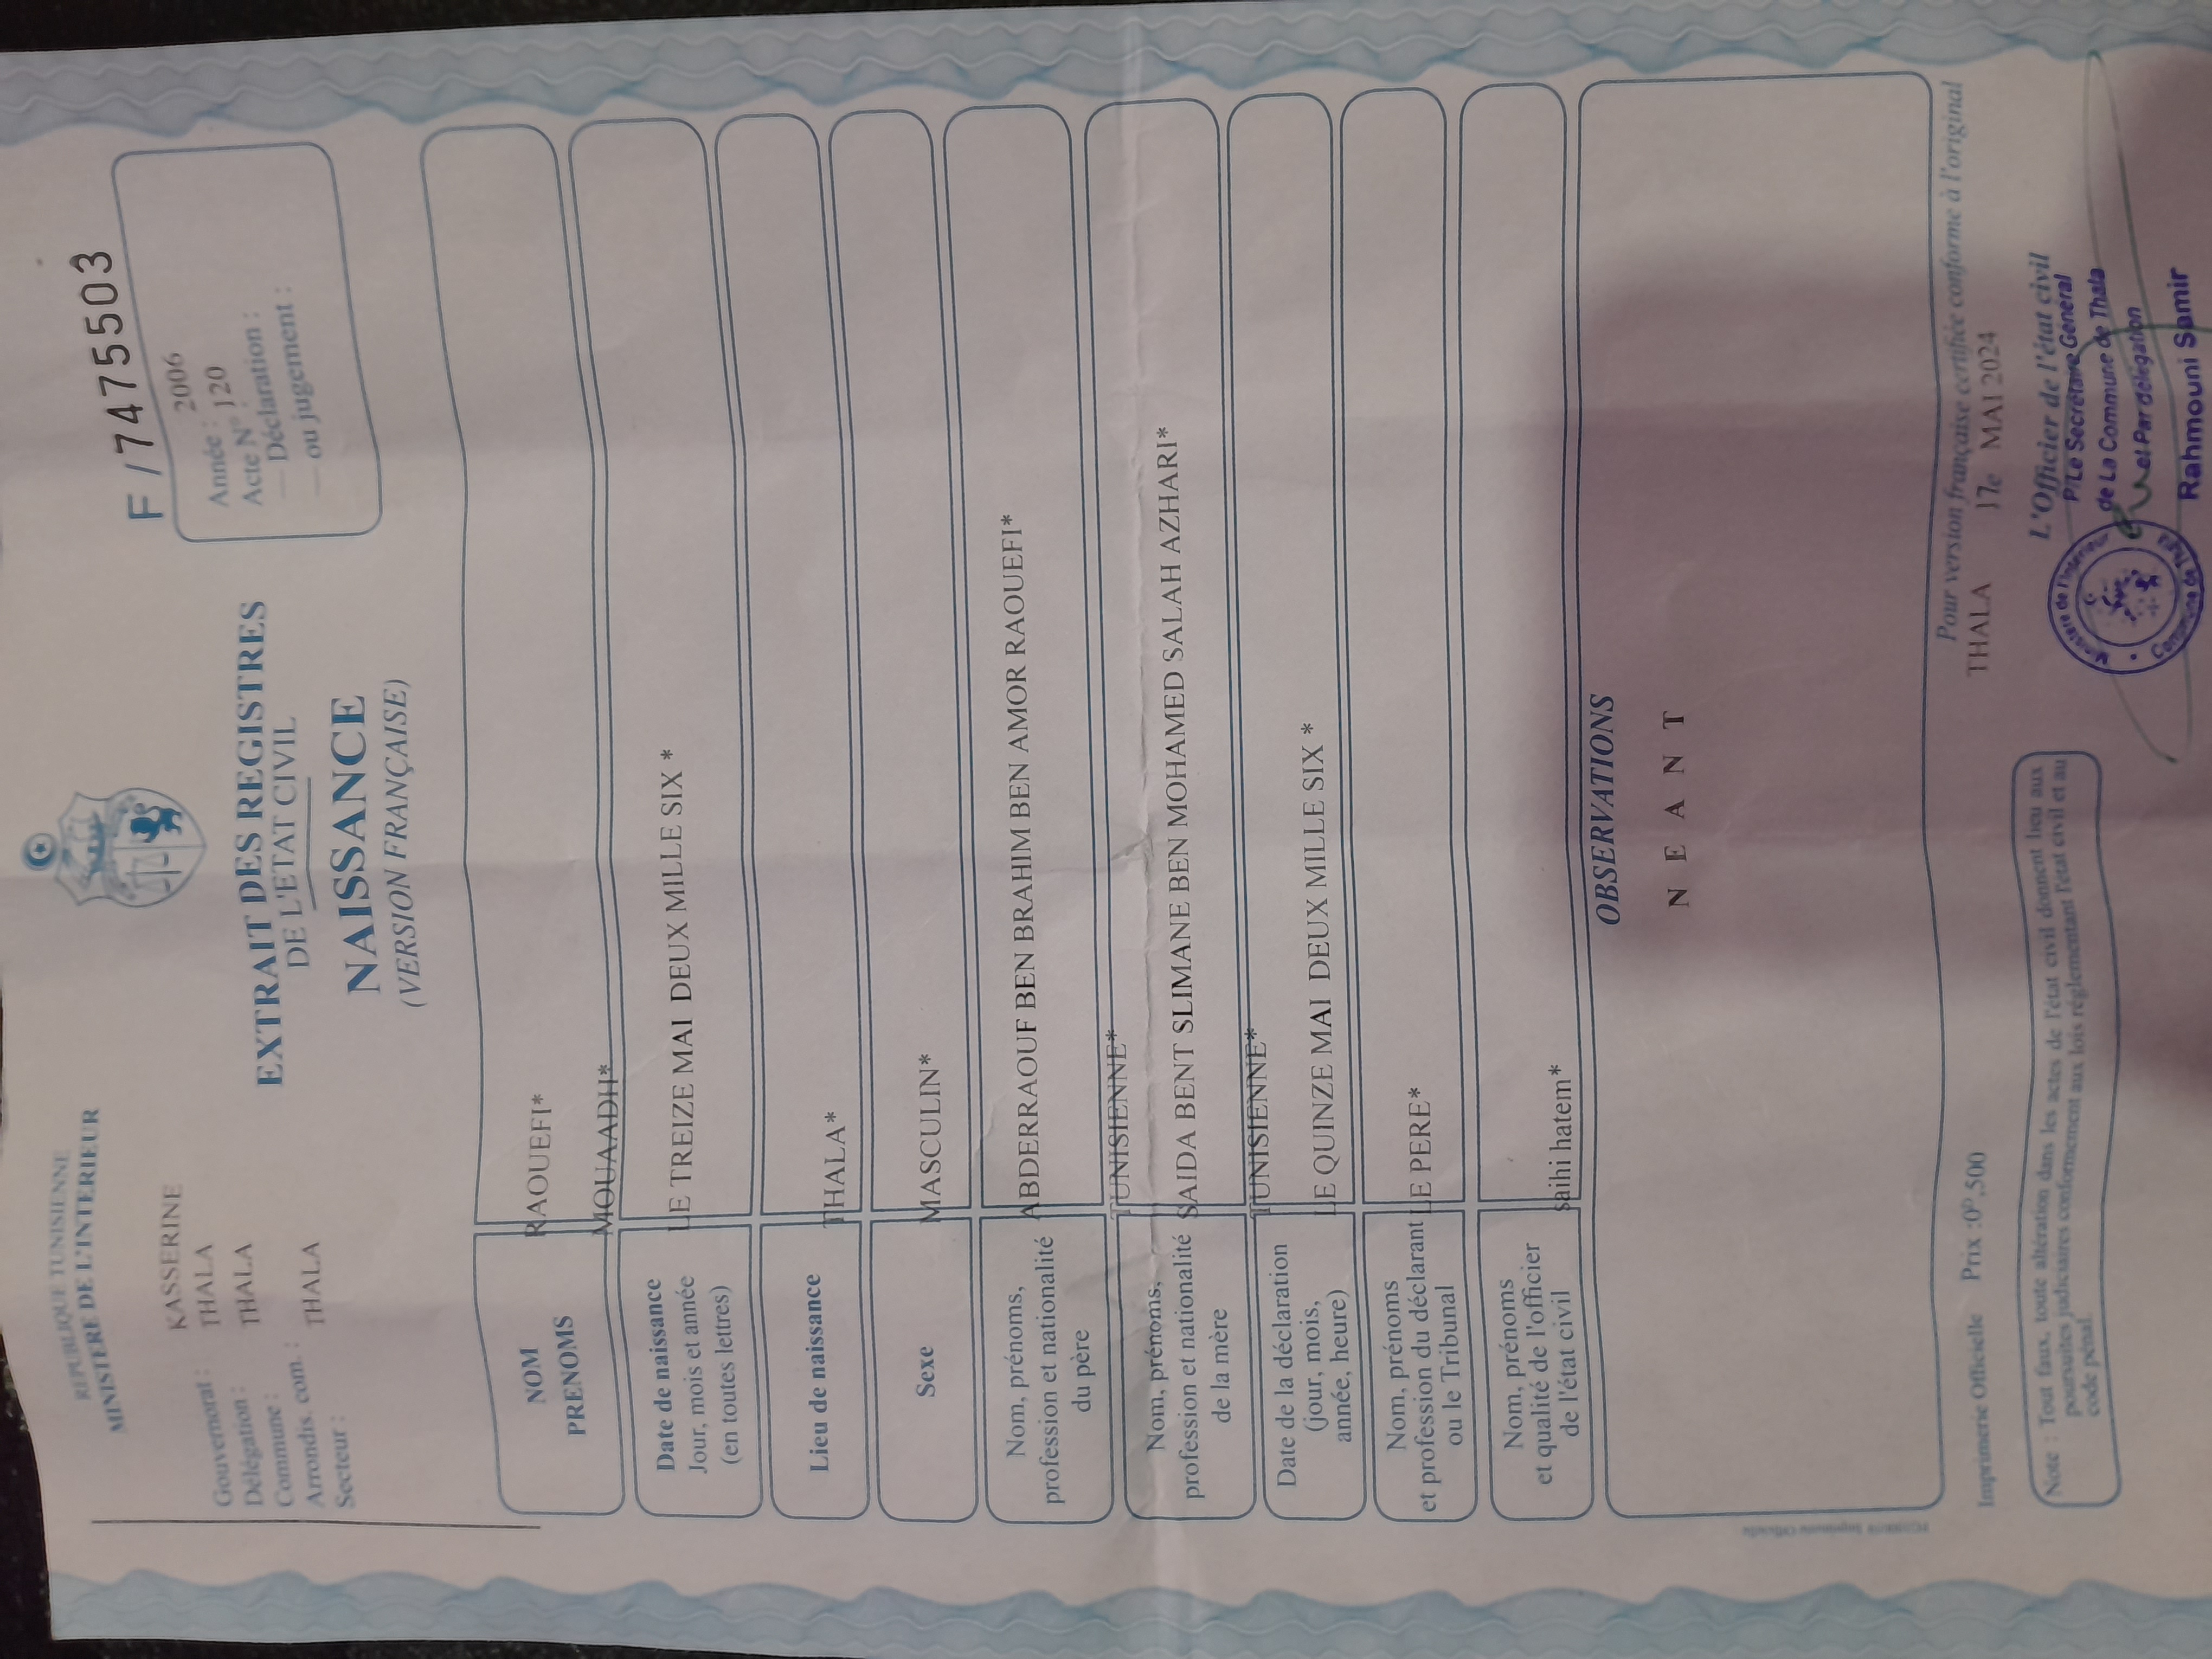 REPUBLIQUE TUNISIENNE
MINISTERE DE L'INTERIEUR
KASSERINE
Gouvernorat : THALA
Délégation : THALA
Commune :
Arrondis. com. : THALA
Secteur :
F / 7475503
Année : 2006
Acte N° : 120
— Déclaration :
— ou jugement :
EXTRAIT DES REGISTRES
DE L'ETAT CIVIL
NAISSANCE
(VERSION FRANÇAISE)
NOM RAOUEFI*
PRENOMS MOUAADH*
Date de naissance
Jour, mois et année
(en toutes lettres)
LE TREIZE MAI DEUX MILLE SIX *
Lieu de naissance THALA*
Sexe MASCULIN*
Nom, prénoms,
profession et nationalité
du père
ABDERRAOUF BEN BRAHIM BEN AMOR RAOUEFI*
TUNISIENNE*
Nom, prénoms,
profession et nationalité
de la mère
SAIDA BENT SLIMANE BEN MOHAMED SALAH AZHARI*
TUNISIENNE*
Date de la déclaration
(jour, mois,
année, heure)
LE QUINZE MAI DEUX MILLE SIX *
Nom, prénoms
et profession du déclarant
ou le Tribunal
LE PERE*
Nom, prénoms
et qualité de l'officier
de l'état civil
saihi hatem*
OBSERVATIONS
N E A N T
Pour version française certifiée conforme à l'original
THALA 17e MAI 2024
L'Officier de l'état civil
P/Le Secrétaire Général
de La Commune de Thala
et Par délégation
Rahmouni Samir
Ministère de l'Intérieur
Commune de
Imprimerie Officielle Prix :0ᴰ,500
Note : Tout faux, toute altération dans les actes de l'état civil donnent lieu aux
poursuites judiciaires conformement aux lois réglementant l'état civil et au
code pénal.